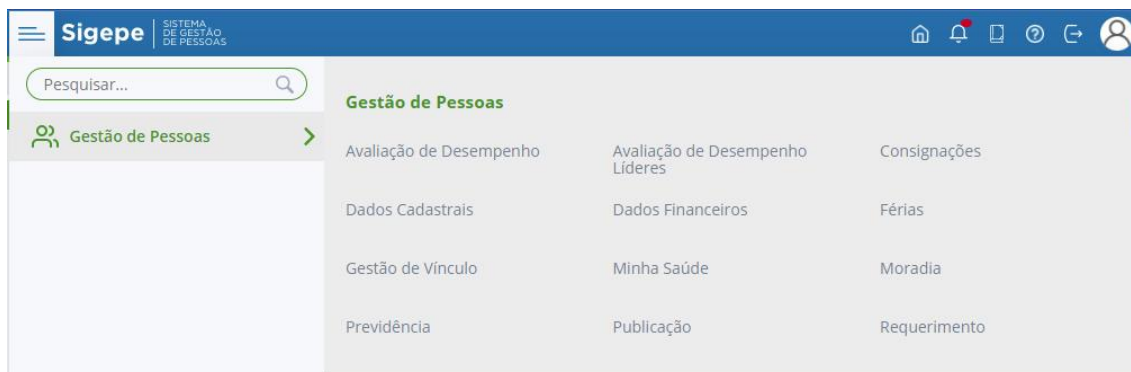 Sigepe
SISTEMA
DE GESTÃO
DE PESSOAS
Pesquisar...
Gestão de Pessoas
Gestão de Pessoas
Avaliação de Desempenho
Avaliação de Desempenho
Líderes
Consignações
Dados Cadastrais
Dados Financeiros
Férias
Gestão de Vínculo
Minha Saúde
Moradia
Previdência
Publicação
Requerimento